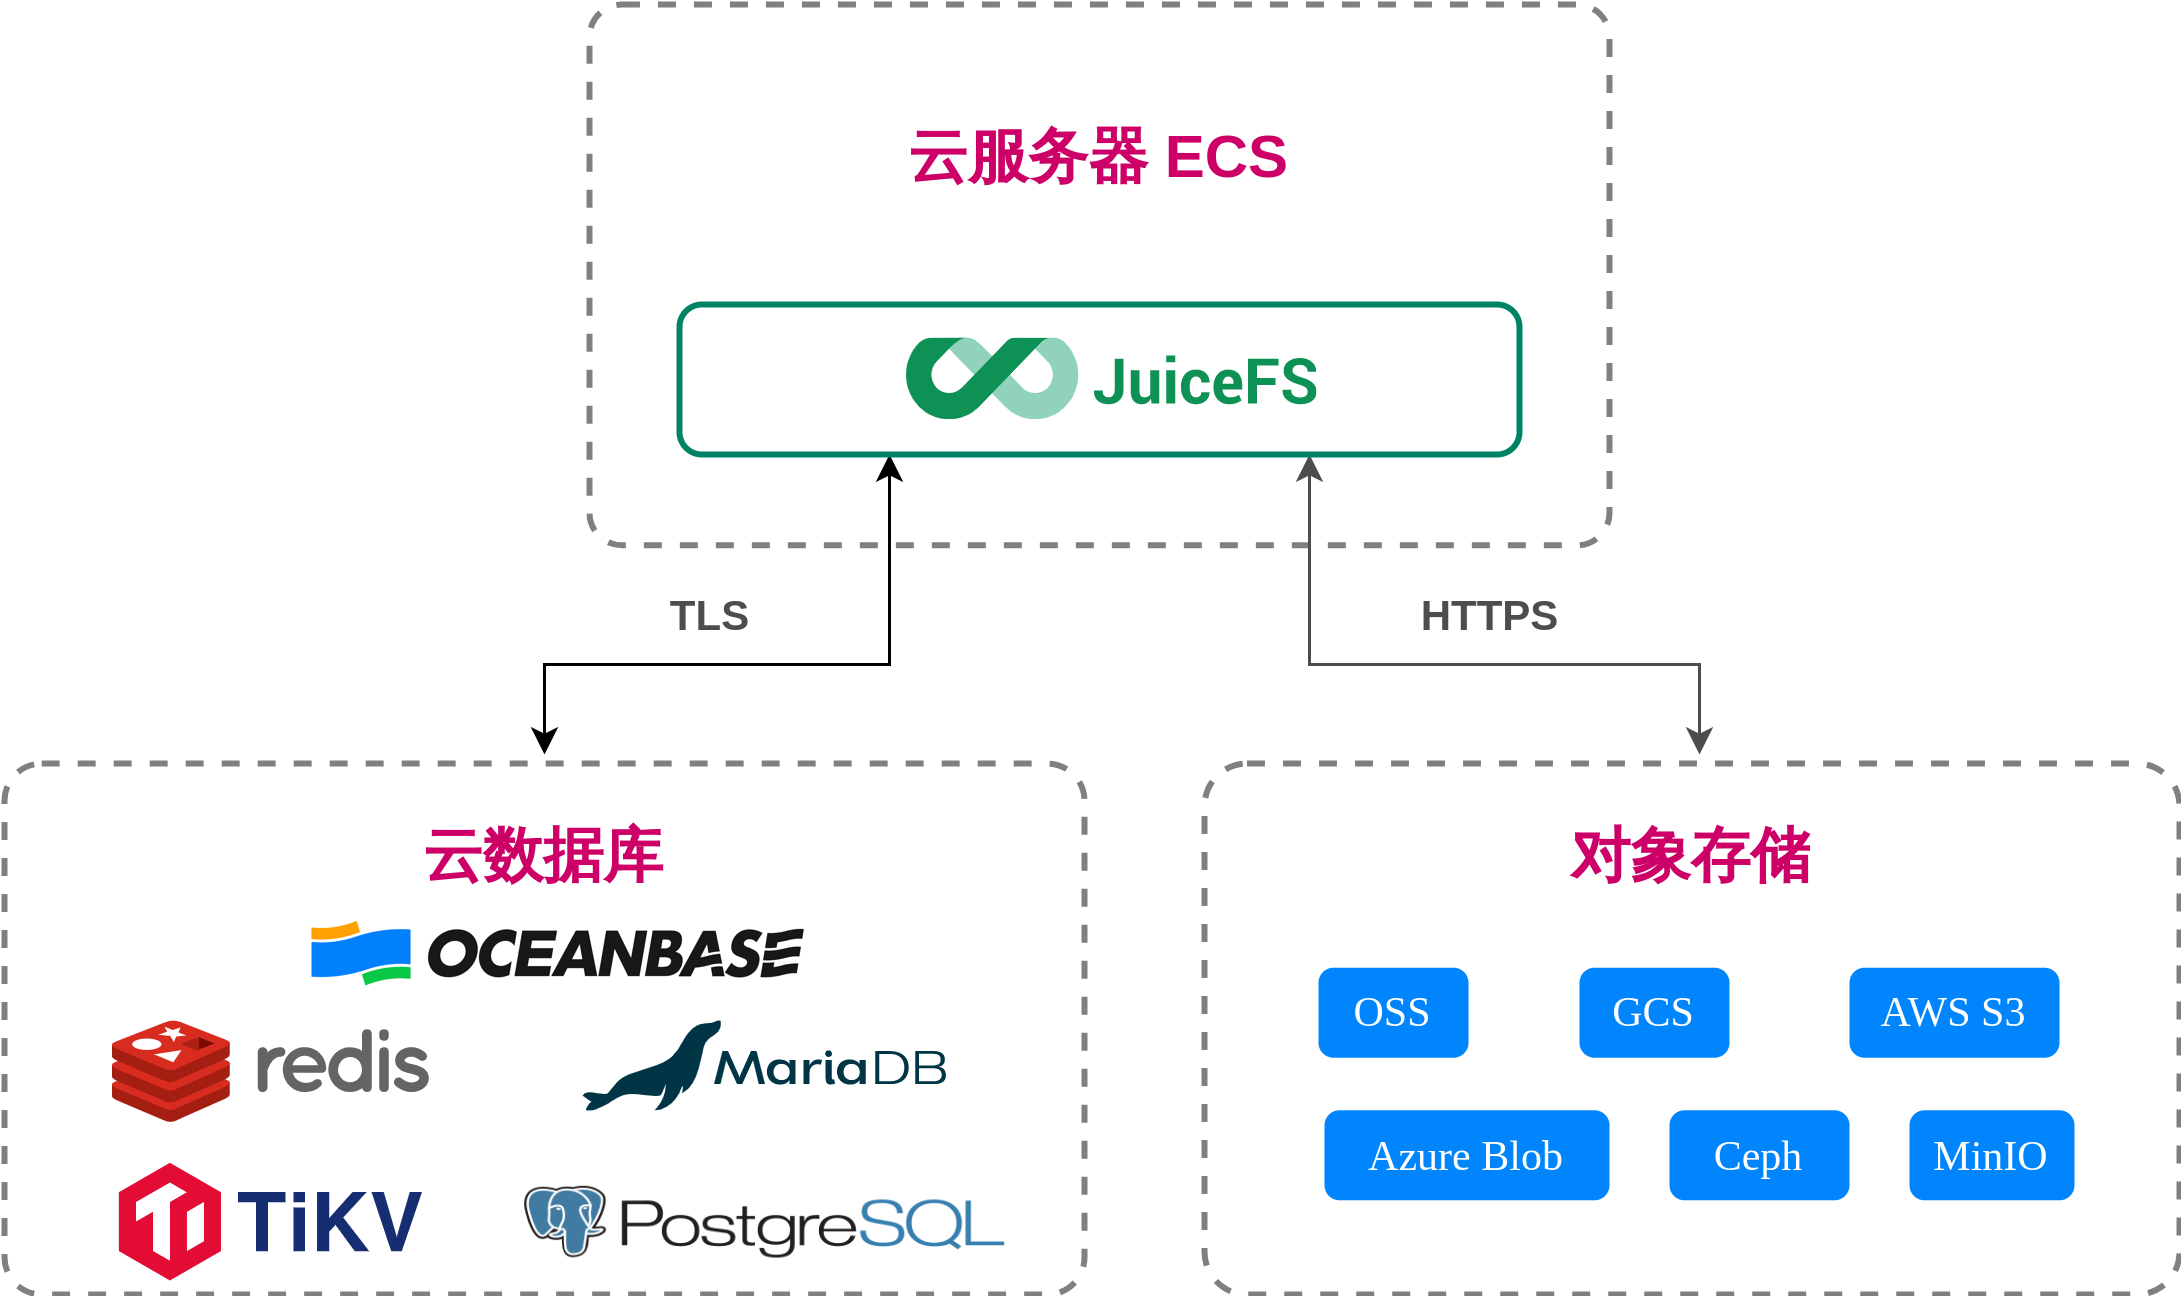 云服务器 ECS
JuiceFS
TLS
HTTPS
云数据库
OCEANBASE
redis
MariaDB
TiKV
PostgreSQL
对象存储
OSS
GCS
AWS S3
Azure Blob
Ceph
MinIO